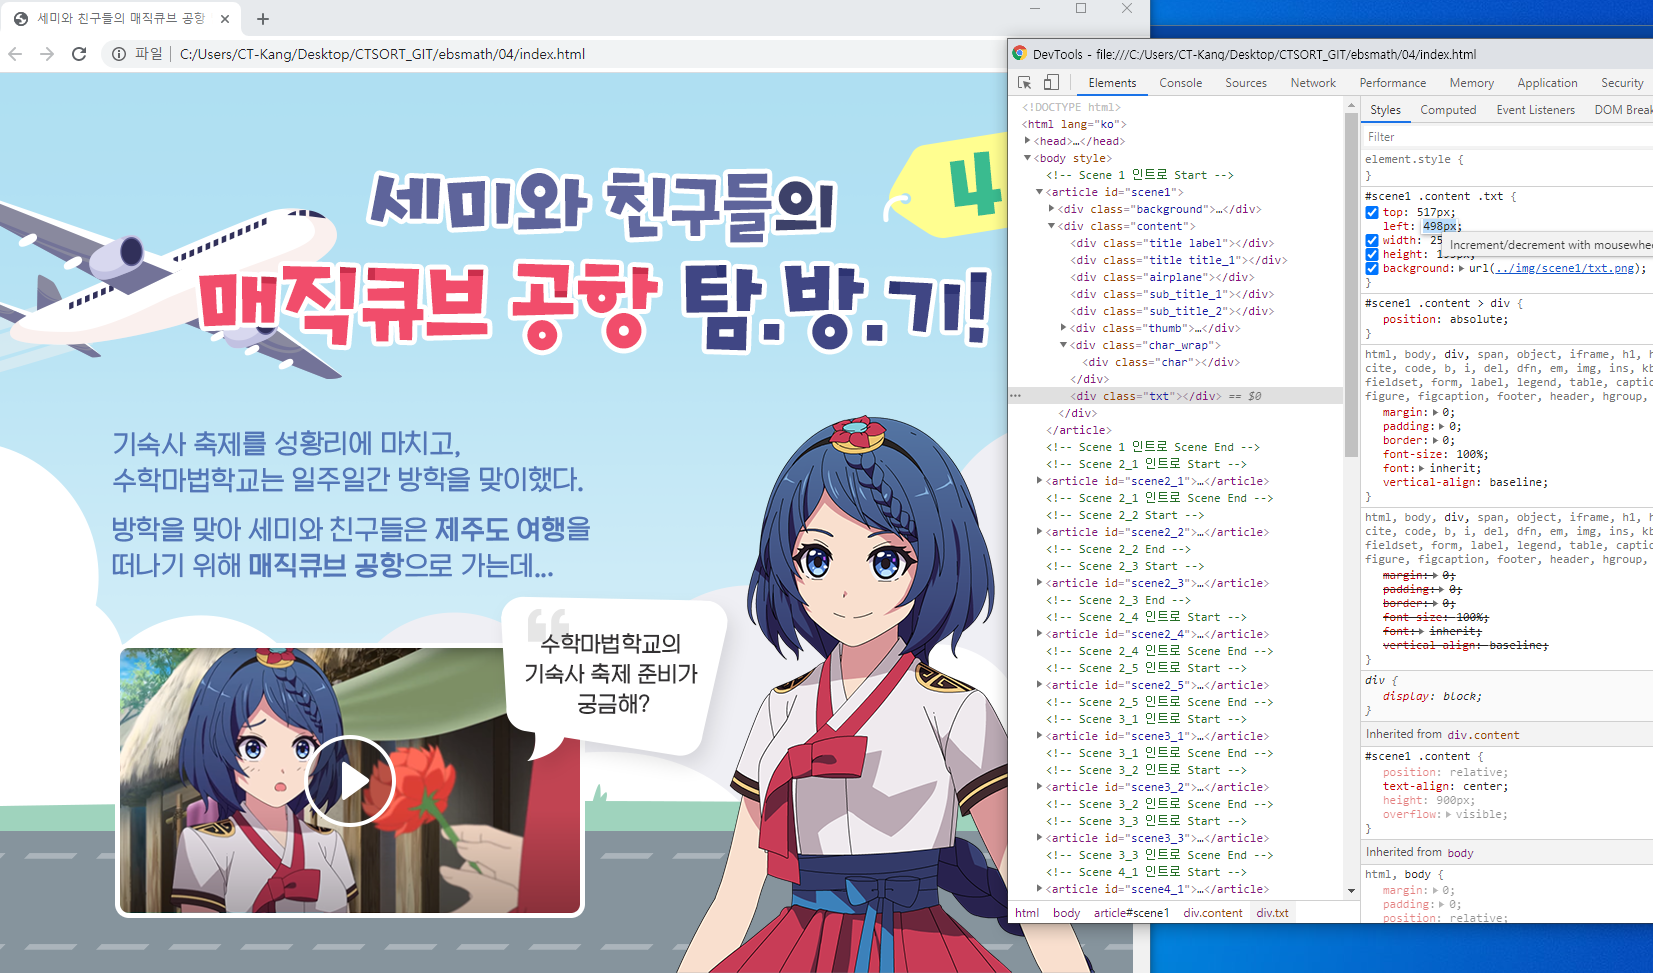 세미와 친구들의 매직큐브 공항
파일
C:/Users/CT-Kang/Desktop/CTSORT_GIT/ebsmath/04/index.html
4
세미와 친구들의
매직큐브 공항 탐.방.기!
기숙사 축제를 성황리에 마치고,
수학마법학교는 일주일간 방학을 맞이했다.
방학을 맞아 세미와 친구들은 제주도 여행을
떠나기 위해 매직큐브 공항으로 가는데...
수학마법학교의
기숙사 축제 준비가
궁금해?
DevTools - file:///C:/Users/CT-Kang/Desktop/CTSORT_GIT/ebsmath/04/index.html
Elements Console Sources Network Performance Memory Application Security
<!DOCTYPE html>
<html lang="ko">
<head>…</head>
<body style>
<!-- Scene 1 인트로 Start -->
<article id="scene1">
<div class="background">…</div>
<div class="content">
<div class="title label"></div>
<div class="title title_1"></div>
<div class="airplane"></div>
<div class="sub_title_1"></div>
<div class="sub_title_2"></div>
<div class="thumb">…</div>
<div class="char_wrap">
<div class="char"></div>
</div>
<div class="txt"></div> == $0
</div>
</article>
<!-- Scene 1 인트로 Scene End -->
<!-- Scene 2_1 인트로 Start -->
<article id="scene2_1">…</article>
<!-- Scene 2_1 인트로 Scene End -->
<!-- Scene 2_2 Start -->
<article id="scene2_2">…</article>
<!-- Scene 2_2 End -->
<!-- Scene 2_3 Start -->
<article id="scene2_3">…</article>
<!-- Scene 2_3 End -->
<!-- Scene 2_4 인트로 Start -->
<article id="scene2_4">…</article>
<!-- Scene 2_4 인트로 Scene End -->
<!-- Scene 2_5 인트로 Start -->
<article id="scene2_5">…</article>
<!-- Scene 2_5 인트로 Scene End -->
<!-- Scene 3_1 인트로 Start -->
<article id="scene3_1">…</article>
<!-- Scene 3_1 인트로 Scene End -->
<!-- Scene 3_2 인트로 Start -->
<article id="scene3_2">…</article>
<!-- Scene 3_2 인트로 Scene End -->
<!-- Scene 3_3 인트로 Start -->
<article id="scene3_3">…</article>
<!-- Scene 3_3 인트로 Scene End -->
<!-- Scene 4_1 인트로 Start -->
<article id="scene4_1">…</article>
html body article#scene1 div.content div.txt
Styles Computed Event Listeners DOM Break
Filter
element.style {
}
#scene1 .content .txt {
top: 517px;
left: 498px;
width: 25
Increment/decrement with mousewhee
height:
background: url(../img/scene1/txt.png);
}
#scene1 .content > div {
position: absolute;
}
html, body, div, span, object, iframe, h1,
cite, code, b, i, del, dfn, em, img, ins,
fieldset, form, label, legend, table,
figure, figcaption, footer, header, hgroup,
margin: 0;
padding: 0;
border: 0;
font-size: 100%;
font: inherit;
vertical-align: baseline;
}
html, body, div, span, object, iframe, h1,
cite, code, b, i, del, dfn, em, img, ins,
fieldset, form, label, legend, table,
figure, figcaption, footer, header, hgroup,
margin: 0;
padding: 0;
border: 0;
font-size: 100%;
font: inherit;
vertical-align: baseline;
}
div {
display: block;
}
Inherited from div.content
#scene1 .content {
position: relative;
text-align: center;
height: 900px;
overflow: visible;
}
Inherited from body
html, body {
margin: 0;
padding: 0;
position: relative;